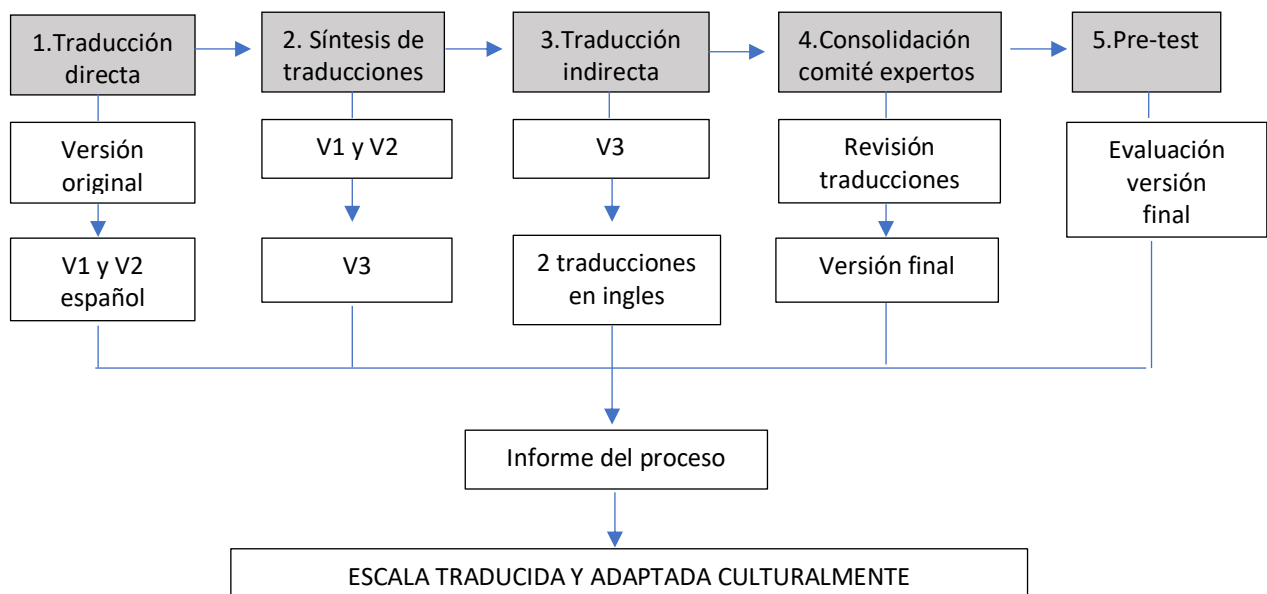 1.Traducción
directa
2. Síntesis de
traducciones
3.Traducción
indirecta
4.Consolidación
comité expertos
5.Pre-test
Versión
original
V1 y V2
V3
Revisión
traducciones
Evaluación
versión
final
V1 y V2
español
V3
2 traducciones
en ingles
Versión final
Informe del proceso
ESCALA TRADUCIDA Y ADAPTADA CULTURALMENTE